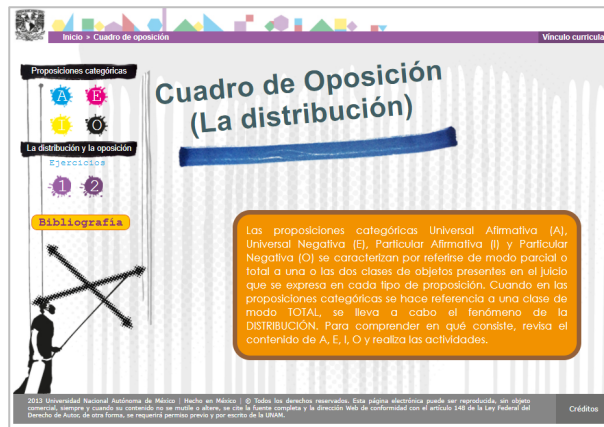 Inicio > Cuadro de oposición
Vínculo curricular
Proposiciones categóricas
A E
I O
La distribución y la oposición
Ejercicios
1 2
Bibliografía
Cuadro de Oposición
(La distribución)
Las proposiciones categóricas Universal Afirmativa (A),
Universal Negativa (E), Particular Afirmativa (I) y Particular
Negativa (O) se caracterizan por referirse de modo parcial o
total a una o las dos clases de objetos presentes en el juicio
que se expresa en cada tipo de proposición. Cuando en las
proposiciones categóricas se hace referencia a una clase de
modo TOTAL, se lleva a cabo el fenómeno de la
DISTRIBUCIÓN. Para comprender en qué consiste, revisa el
contenido de A, E, I, O y realiza las actividades.
2013 Universidad Nacional Autónoma de México | Hecho en México | © Todos los derechos reservados. Esta página electrónica puede ser reproducida, sin objeto
comercial, siempre y cuando su contenido no se mutile o altere, se cite la fuente completa y la dirección Web de conformidad con el artículo 148 de la Ley Federal del
Derecho de Autor, de otra forma, se requerirá permiso previo y por escrito de la UNAM.
Créditos